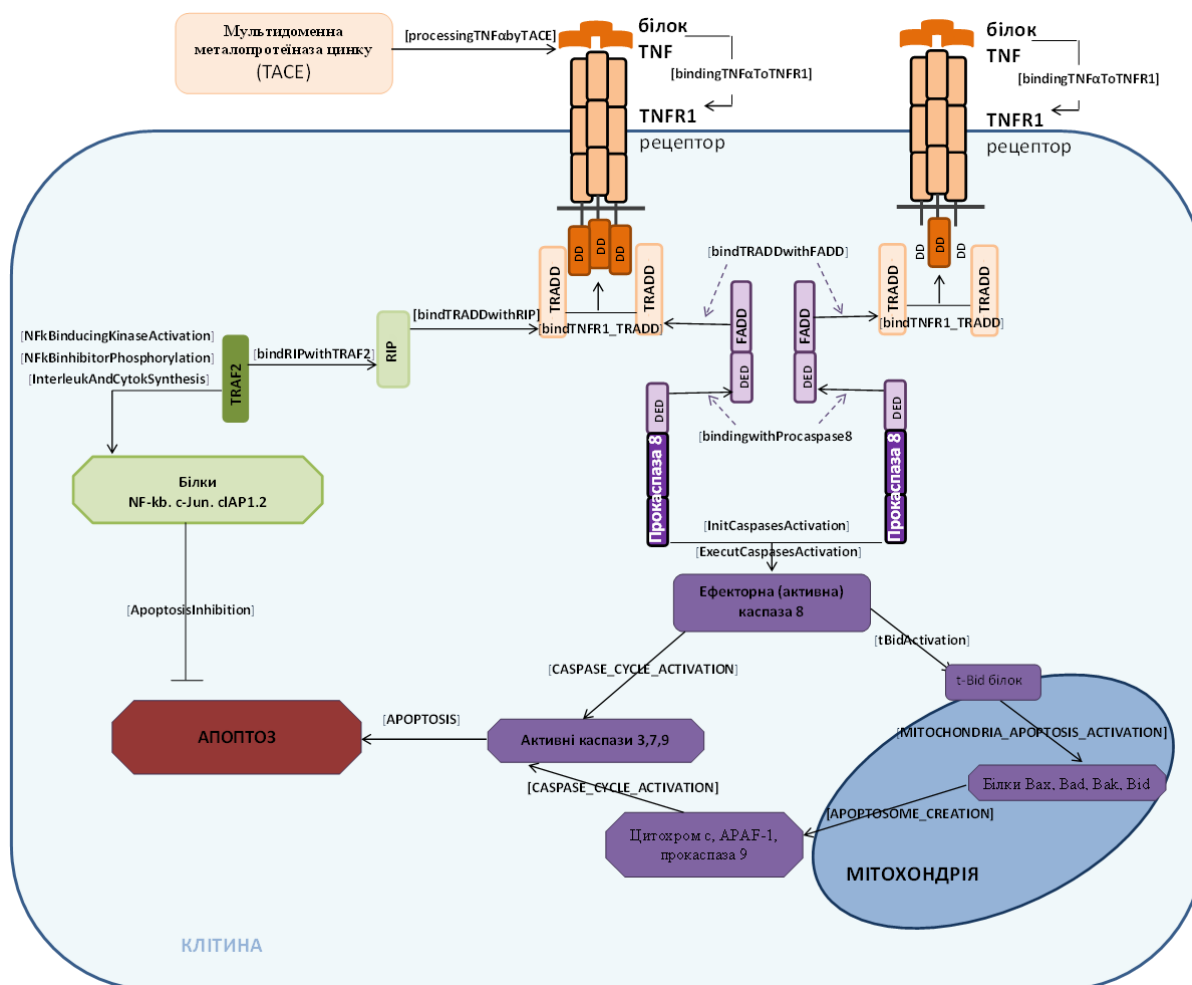 Мультидоменна
металопротеїназа цинку
(TACE)
[processingTNFαbyTACE]
білок
TNF
[bindingTNFαToTNFR1]
TNFR1
рецептор
білок
TNF
[bindingTNFαToTNFR1]
TNFR1
рецептор
DD
DD
DD
TRADD
TRADD
[bindTNFR1_TRADD]
DD
DD
DD
TRADD
TRADD
[bindTNFR1_TRADD]
[bindTRADDwithFADD]
[bindTRADDwithRIP]
FADD
DED
FADD
DED
[NFkBinducingKinaseActivation]
[NFkBinhibitorPhosphorylation]
[InterleukAndCytokSynthesis]
TRAF2
[bindRIPwithTRAF2]
RIP
DED
Прокаспаза 8
DED
Прокаспаза 8
[bindingwithProcaspase8]
Білки
NF-kb. c-Jun. cIAP1.2
[InitCaspasesActivation]
[ExecutCaspasesActivation]
Ефекторна (активна)
каспаза 8
[ApoptosisInhibition]
[tBidActivation]
[CASPASE_CYCLE_ACTIVATION]
t-Bid білок
АПОПТОЗ
[APOPTOSIS]
Активні каспази 3,7,9
[MITOCHONDRIA_APOPTOSIS_ACTIVATION]
Білки Bax, Bad, Bak, Bid
[CASPASE_CYCLE_ACTIVATION]
[APOPTOSOME_CREATION]
Цитохром с, APAF-1,
прокаспаза 9
МІТОХОНДРІЯ
КЛІТИНА